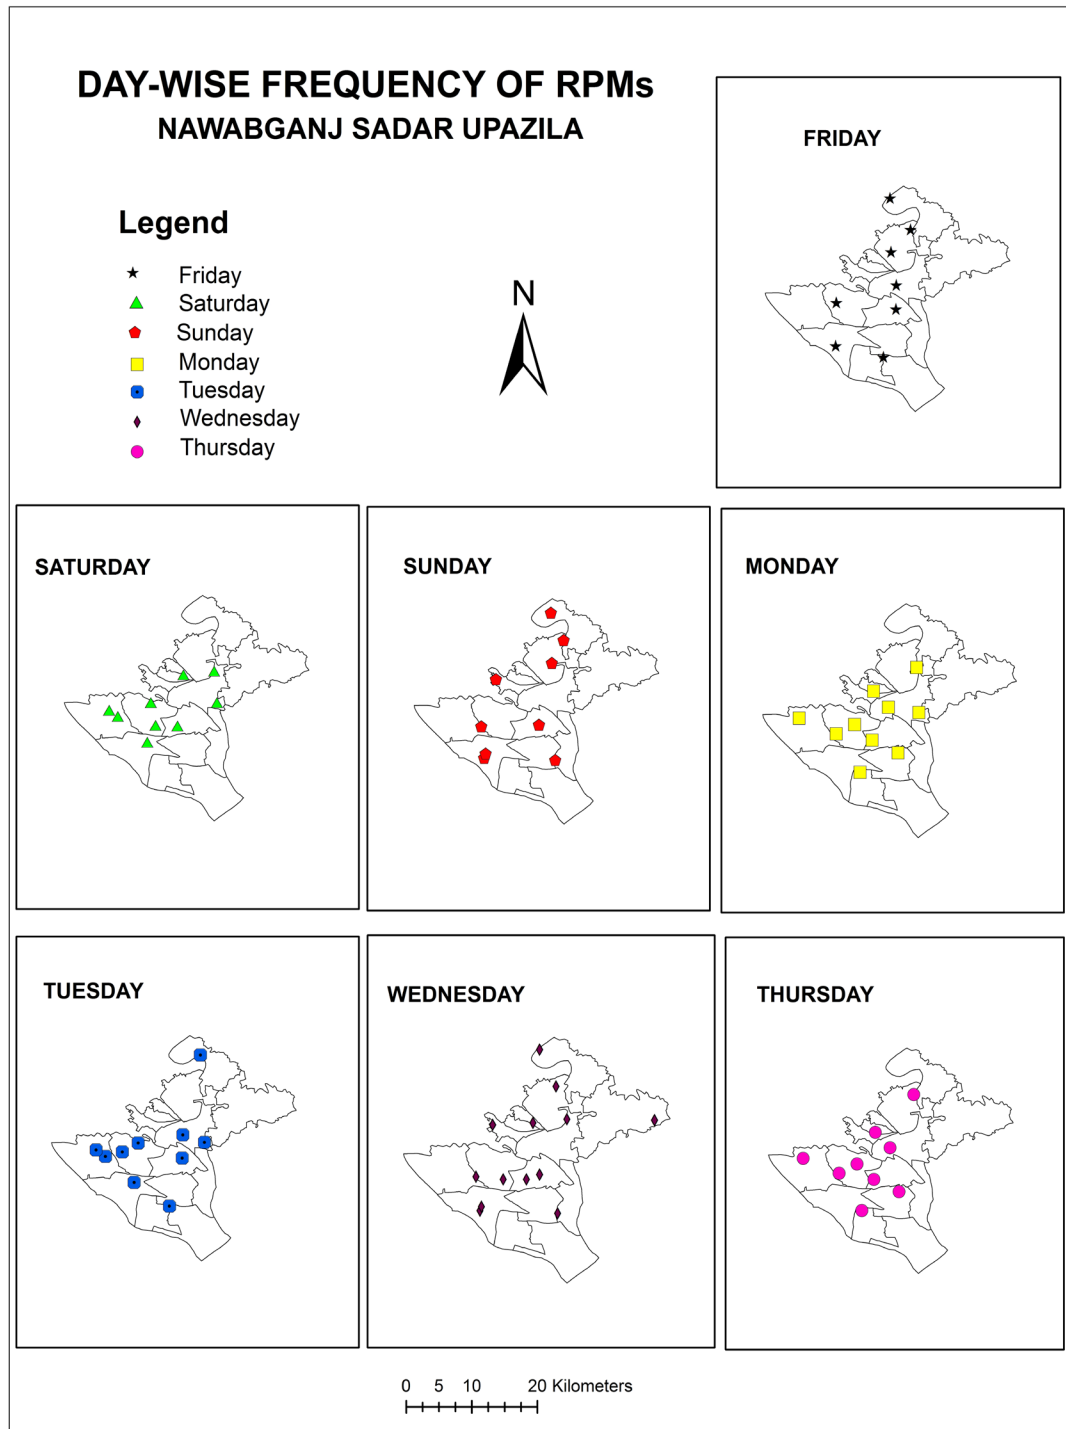 DAY-WISE FREQUENCY OF RPMs
NAWABGANJ SADAR UPAZILA
FRIDAY
Legend
Friday
Saturday
Sunday
Monday
Tuesday
Wednesday
Thursday
N
SATURDAY
SUNDAY
MONDAY
TUESDAY
WEDNESDAY
THURSDAY
0 5 10 20 Kilometers